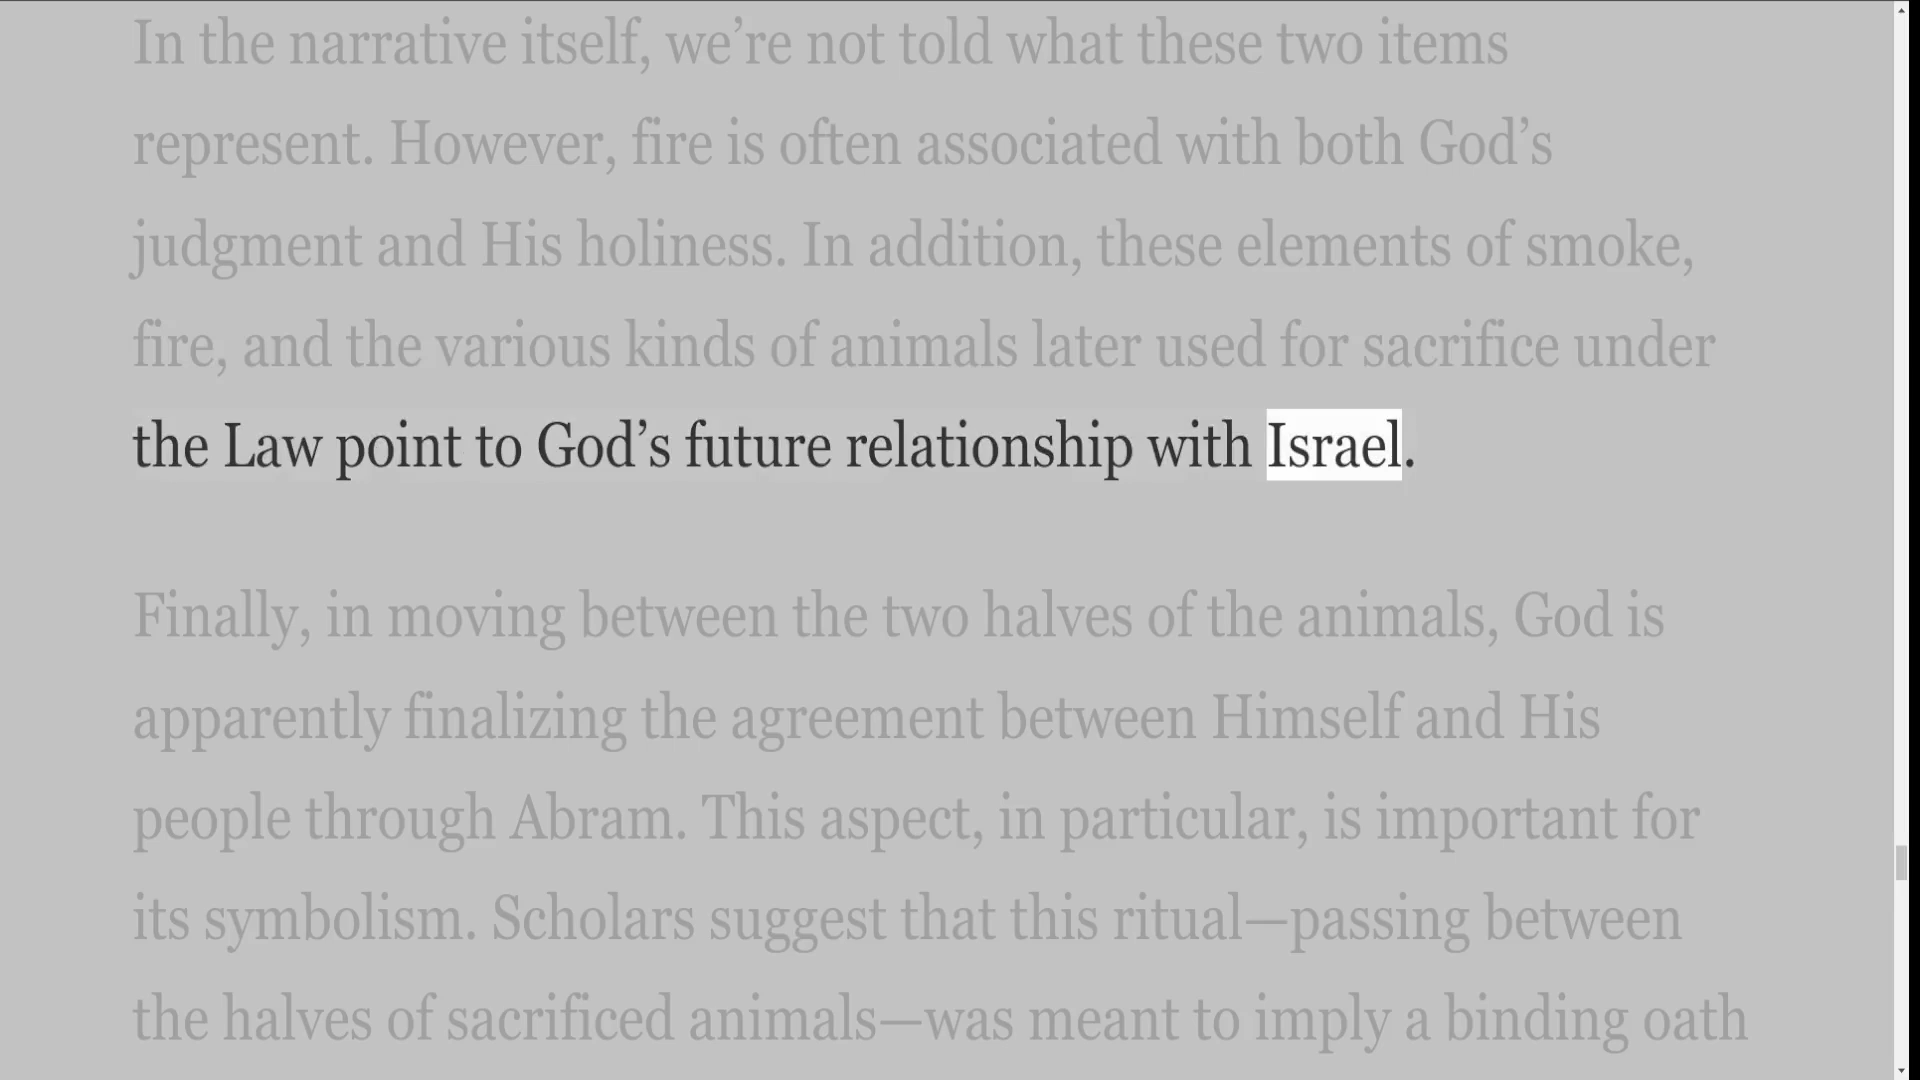 In the narrative itself, we’re not told what these two items
represent. However, fire is often associated with both God’s
judgment and His holiness. In addition, these elements of smoke,
fire, and the various kinds of animals later used for sacrifice under
the Law point to God’s future relationship with Israel.
Finally, in moving between the two halves of the animals, God is
apparently finalizing the agreement between Himself and His
people through Abram. This aspect, in particular, is important for
its symbolism. Scholars suggest that this ritual—passing between
the halves of sacrificed animals—was meant to imply a binding oath